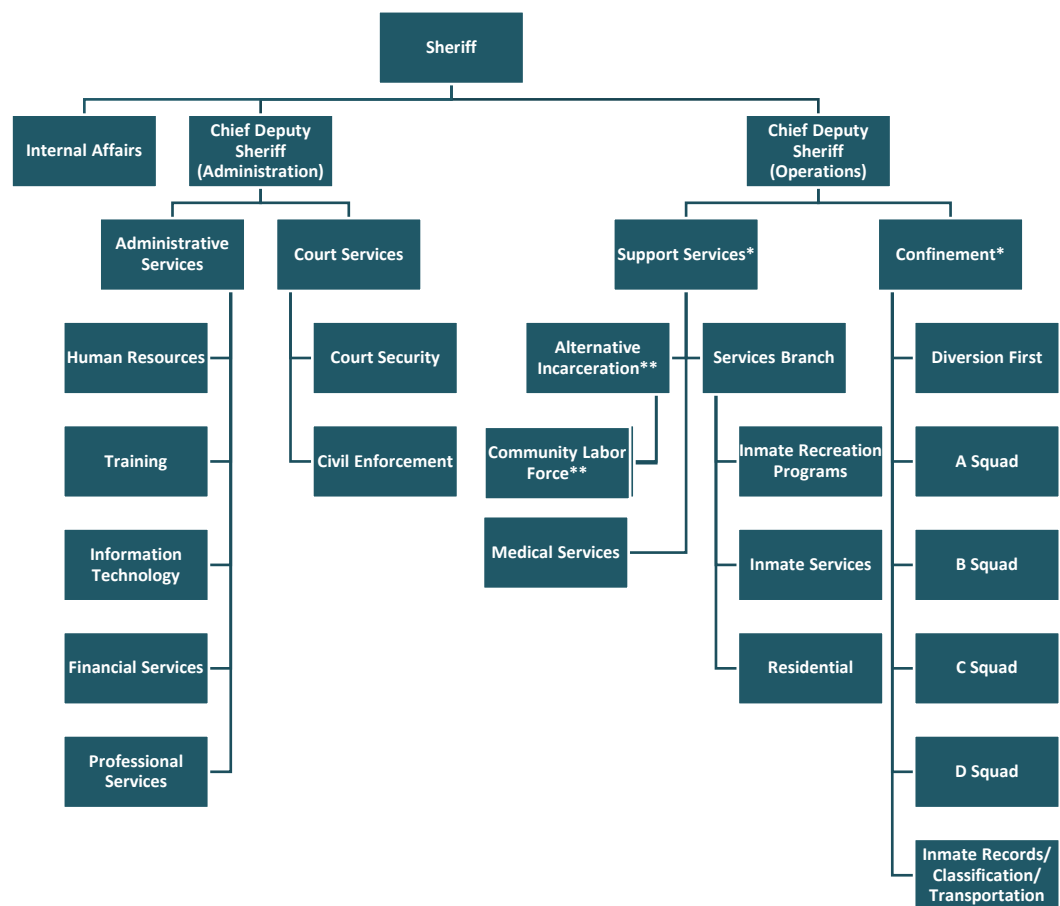 Sheriff
Internal Affairs
Chief Deputy
Sheriff
(Administration)
Chief Deputy
Sheriff
(Operations)
Administrative
Services
Court Services
Support Services*
Confinement*
Human Resources
Court Security
Alternative
Incarceration**
Services Branch
Diversion First
Training
Civil Enforcement
Community Labor
Force**
Inmate Recreation
Programs
A Squad
Information
Technology
Medical Services
Inmate Services
B Squad
Financial Services
Residential
C Squad
Professional
Services
D Squad
Inmate Records/
Classification/
Transportation